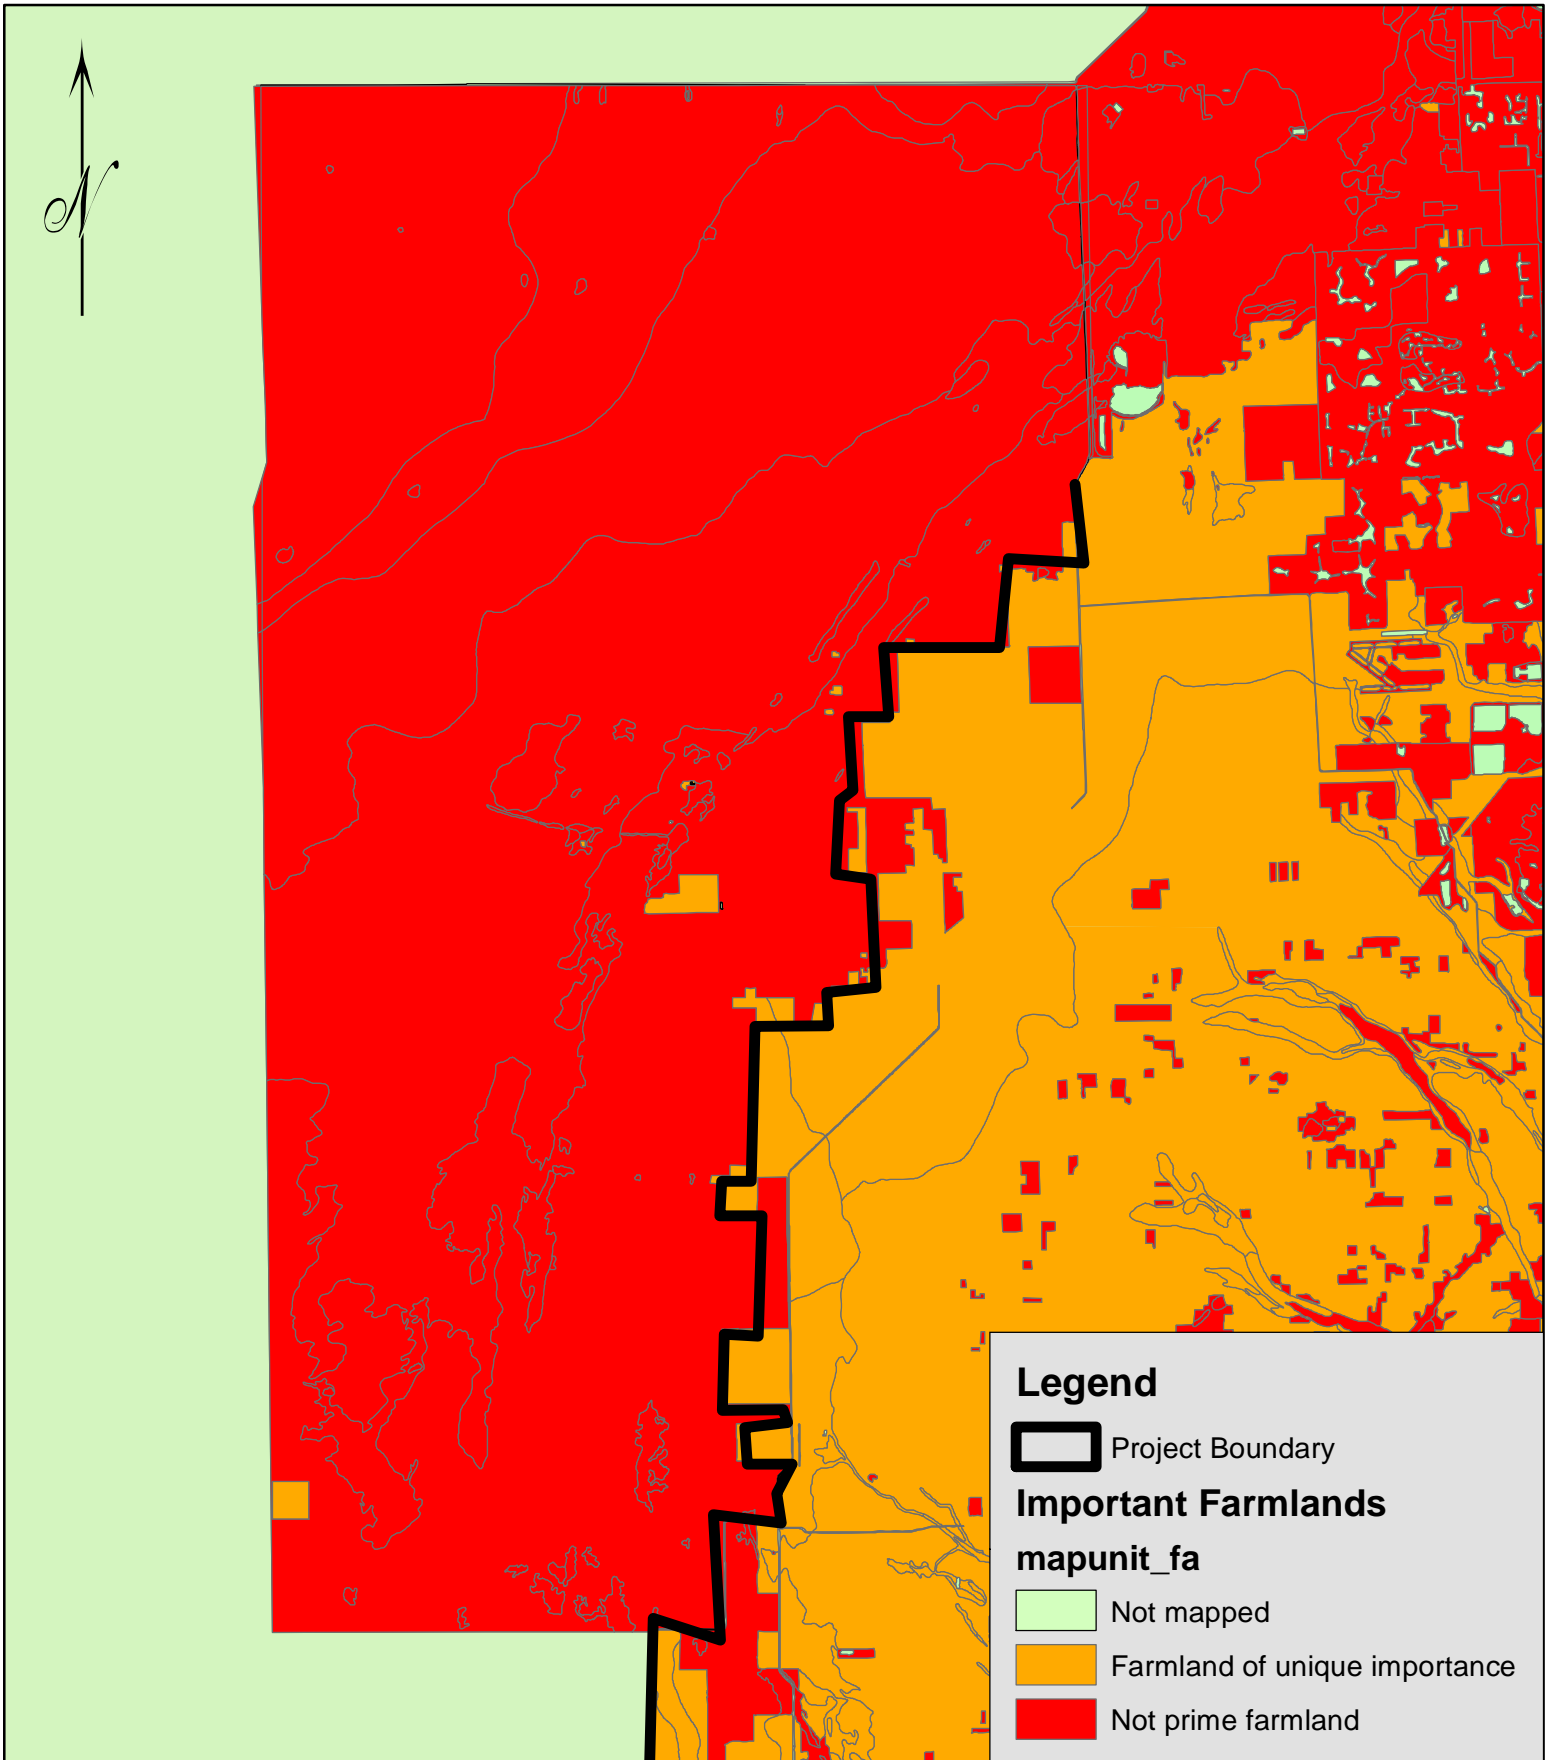 N
Legend
Project Boundary
Important Farmlands
mapunit_fa
Not mapped
Farmland of unique importance
Not prime farmland